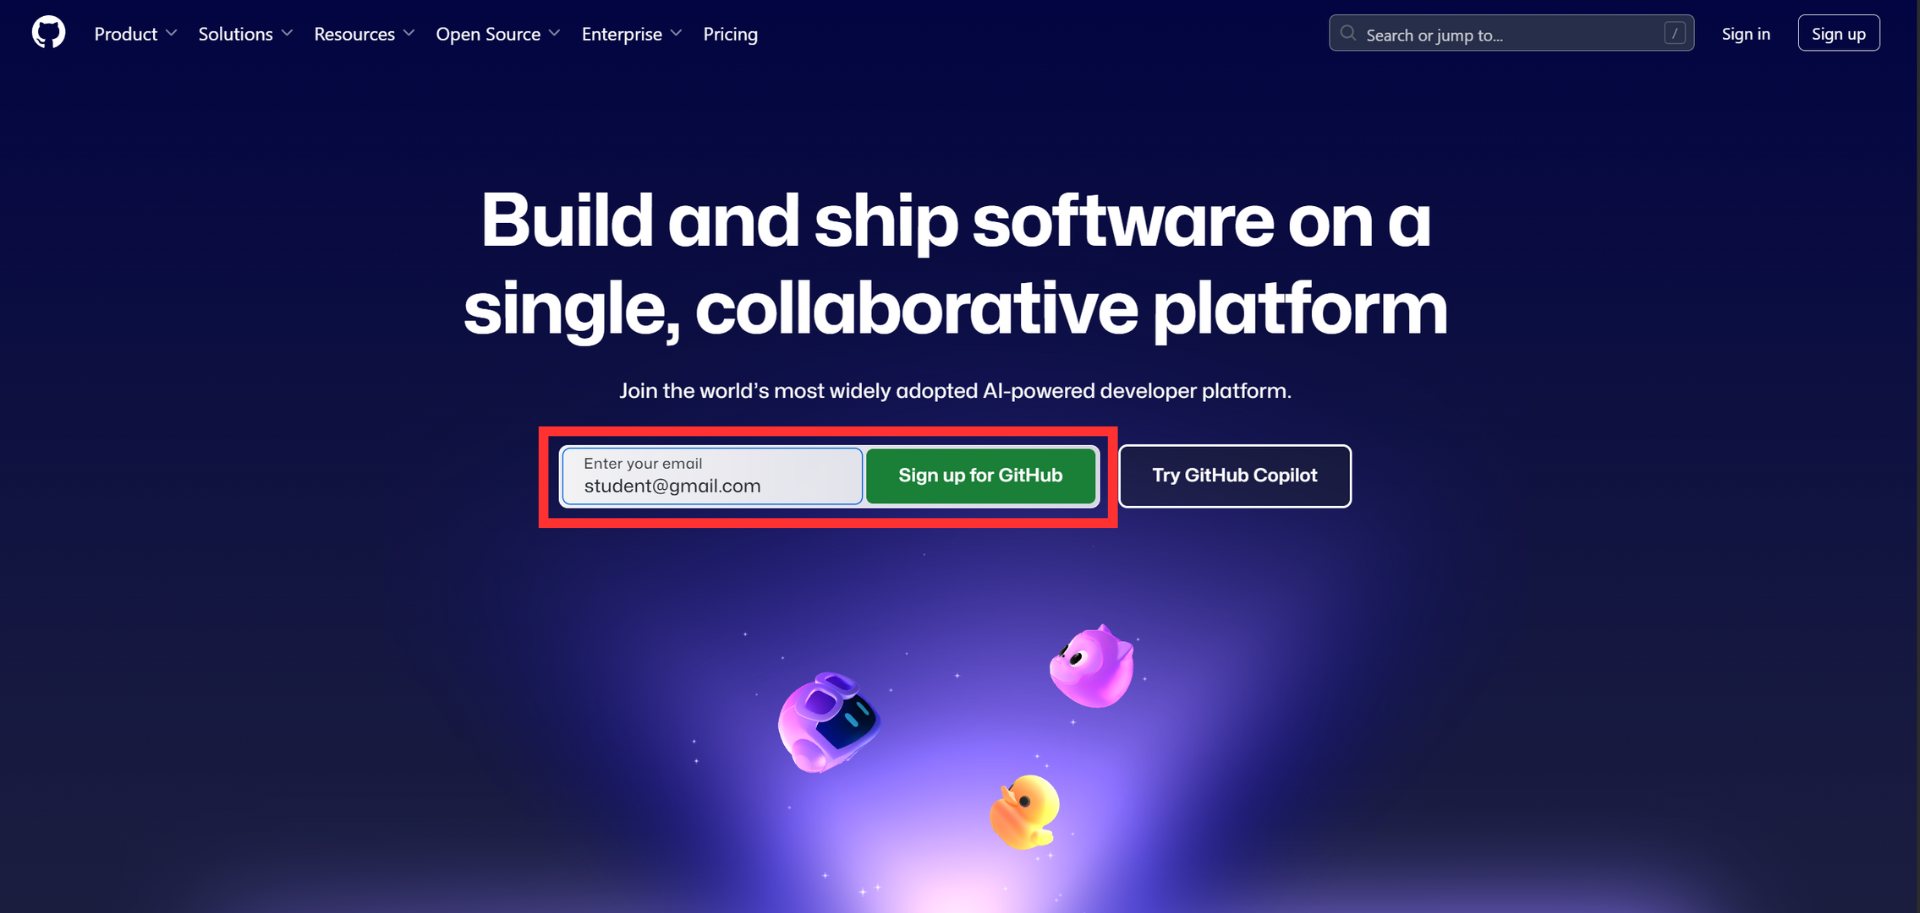 Product
Solutions
Resources
Open Source
Enterprise
Pricing
Search or jump to...
/
Sign in
Sign up
Build and ship software on a
single, collaborative platform
Join the world’s most widely adopted AI-powered developer platform.
Enter your email
student@gmail.com
Sign up for GitHub
Try GitHub Copilot